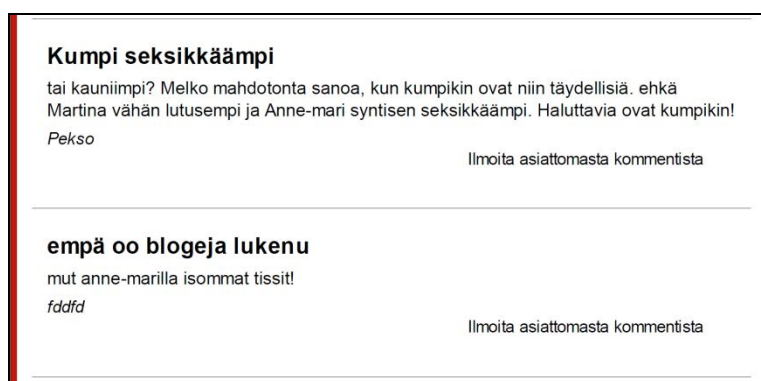 Kumpi seksikkäämpi
tai kauniimpi? Melko mahdotonta sanoa, kun kumpikin ovat niin täydellisiä. ehkä
Martina vähän lutusempi ja Anne-mari syntisen seksikkäämpi. Haluttavia ovat kumpikin!
Pekso
Ilmoita asiattomasta kommentista
empä oo blogeja lukenu
mut anne-marilla isommat tissit!
fddfd
Ilmoita asiattomasta kommentista